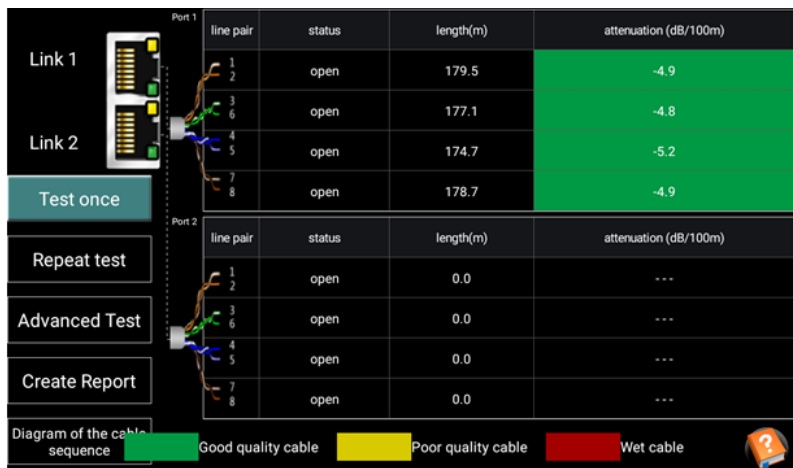 Link 1
Link 2
Test once
Repeat test
Advanced Test
Create Report
Diagram of the cable
sequence
Port 1
line pair status length(m) attenuation (dB/100m)
1
2 open 179.5 -4.9
3
6 open 177.1 -4.8
4
5 open 174.7 -5.2
7
8 open 178.7 -4.9
Port 2
line pair status length(m) attenuation (dB/100m)
1
2 open 0.0 ---
3
6 open 0.0 ---
4
5 open 0.0 ---
7
8 open 0.0 ---
Good quality cable Poor quality cable Wet cable
?